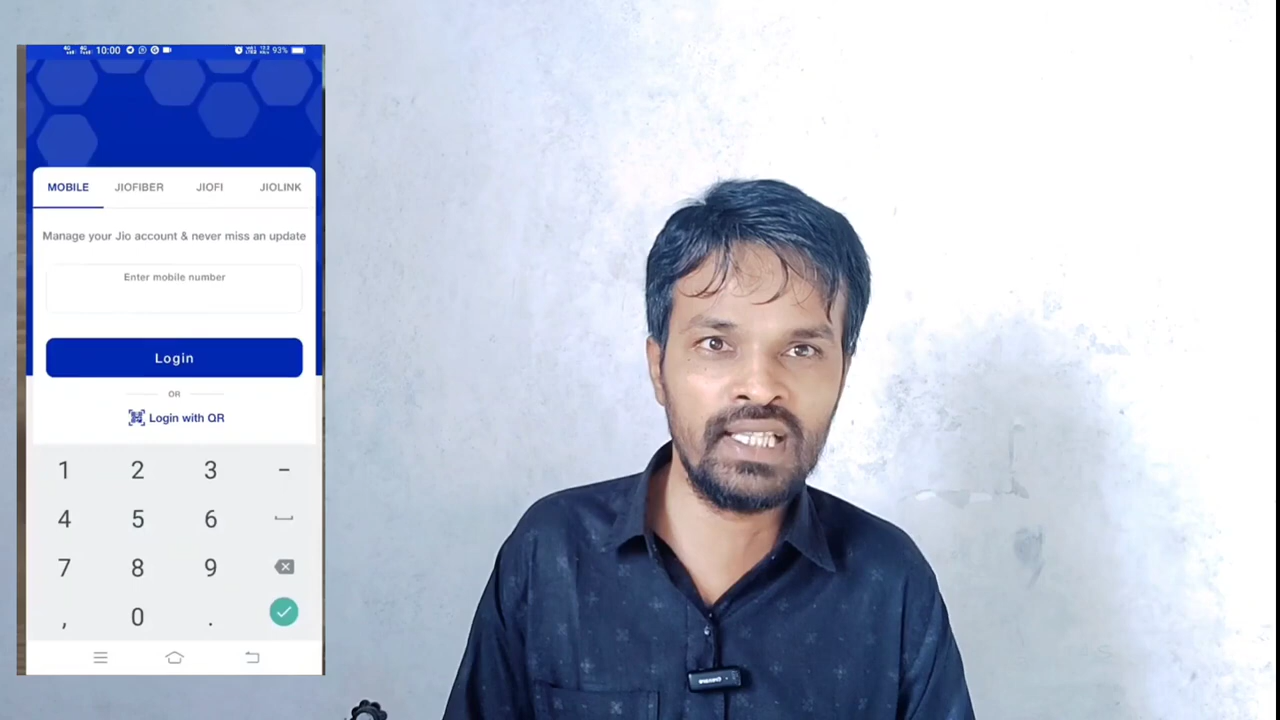 10:00 93%
MOBILE JIOFIBER JIOFI JIOLINK
Manage your Jio account & never miss an update
Enter mobile number
Login
OR
Login with QR
1 2 3 -
4 5 6
7 8 9
, 0 .